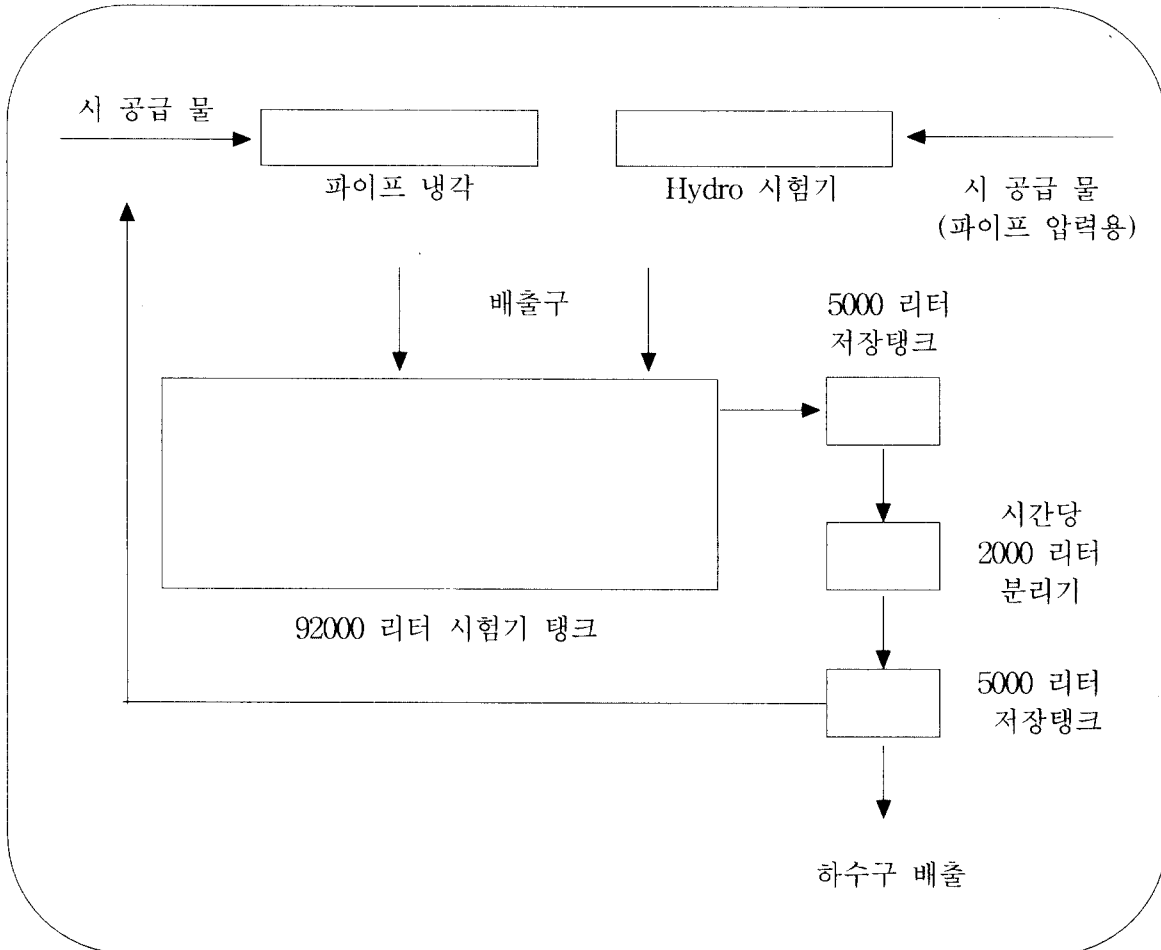 시 공급 물
파이프 냉각
Hydro 시험기
시 공급 물
(파이프 압력용)
배출구
5000 리터
저장탱크
시간당
2000 리터
분리기
92000 리터 시험기 탱크
5000 리터
저장탱크
하수구 배출